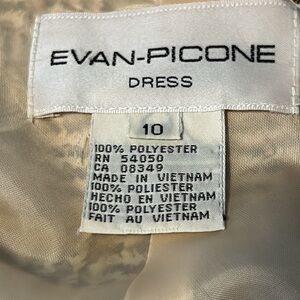 EVAN-PICONE
DRESS
10
100% POLYESTER
RN 54050
CA 08349
MADE IN VIETNAM
100% POLIESTER
HECHO EN VIETNAM
100% POLYESTER
FAIT AU VIETNAM